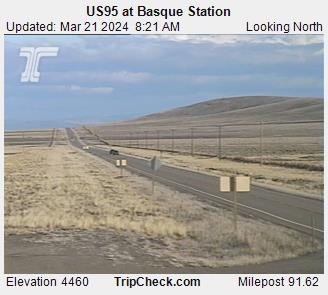 US95 at Basque Station
Updated: Mar 21 2024 8:21 AM Looking North
Elevation 4460 TripCheck.com Milepost 91.62